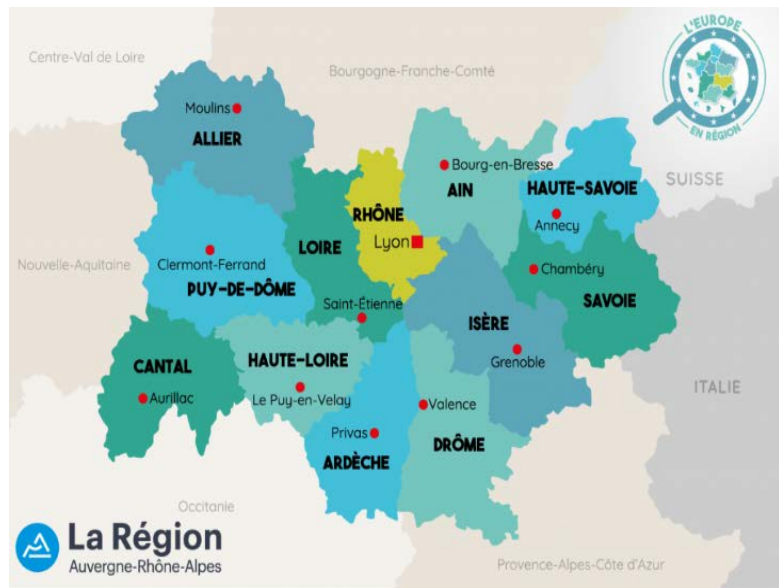 Centre-Val de Loire
Bourgogne-Franche-Comté
L'EUROPE
EN RÉGION
Moulins
ALLIER
Bourg-en-Bresse
AIN
HAUTE-SAVOIE
SUISSE
RHÔNE
Annecy
Lyon
LOIRE
Nouvelle-Aquitaine
Clermont-Ferrand
PUY-DE-DÔME
Chambéry
SAVOIE
Saint-Étienne
ISÈRE
HAUTE-LOIRE
Grenoble
CANTAL
ITALIE
Aurillac
Le Puy-en-Velay
Valence
Privas
DRÔME
ARDÈCHE
Occitanie
La Région
Auvergne-Rhône-Alpes
Provence-Alpes-Côte d'Azur